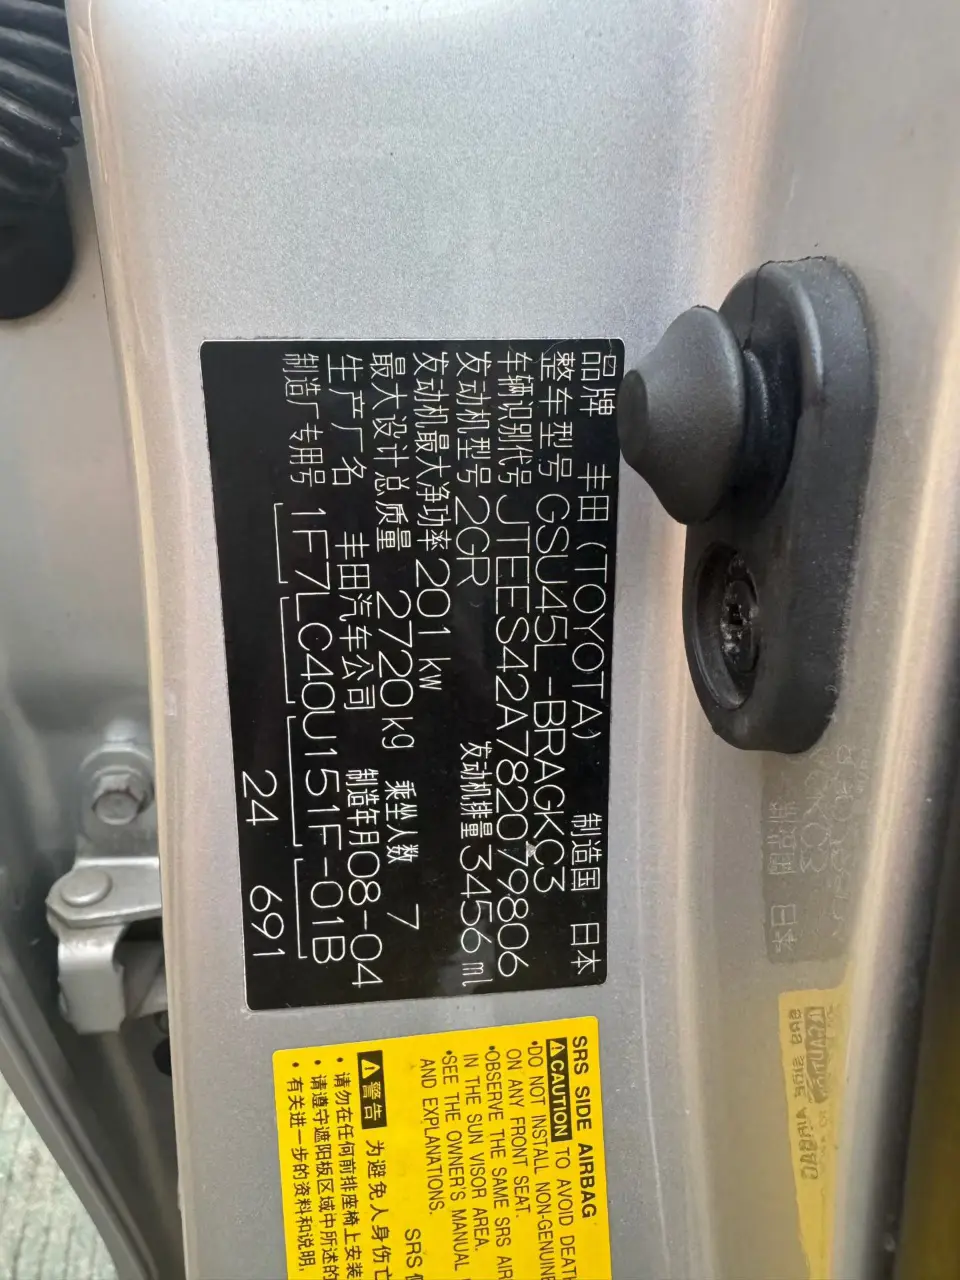 品牌 丰田(TOYOTA) 制造国 日本
整车型号 GSU45L-BRAGKC3
车辆识别代号 JTEES42A782079806
发动机型号 2GR 发动机排量 3456 ml
发动机最大净功率 201 kw
最大设计总质量 2720 kg 乘坐人数 7
生产厂名 丰田汽车公司 制造年月 08-04
制造厂专用号 1F7LC40U151F-01B
24 691
SRS SIDE AIRBAG
CAUTION TO AVOID DEATH
•DO NOT INSTALL NON-GENUINE
ON ANY FRONT SEAT.
•OBSERVE THE SAME SRS AIR
IN THE SUN VISOR AREA.
•SEE THE OWNER'S MANUAL
AND EXPLANATIONS.
SRS
警告 为避免人身伤亡
• 请勿在任何前排座椅上安装
• 请遵守遮阳板区域中所述的
• 有关进一步的资料和说明,